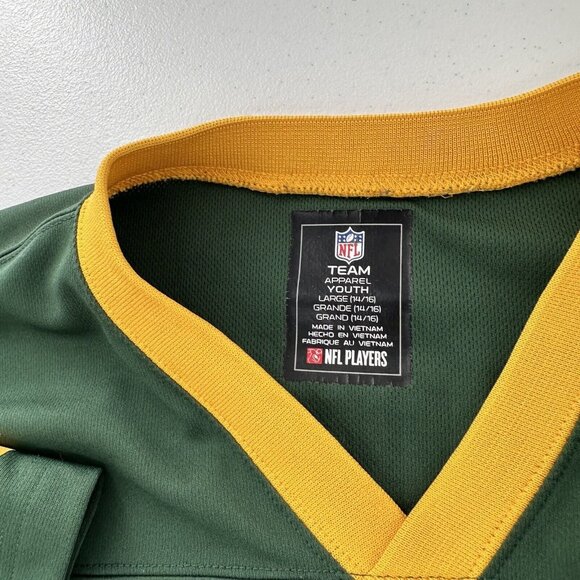 NFL
TEAM
APPAREL
YOUTH
LARGE (14/16)
GRANDE (14/16)
GRAND (14/16)
MADE IN VIETNAM
HECHO EN VIETNAM
FABRIQUE AU VIETNAM
NFL PLAYERS